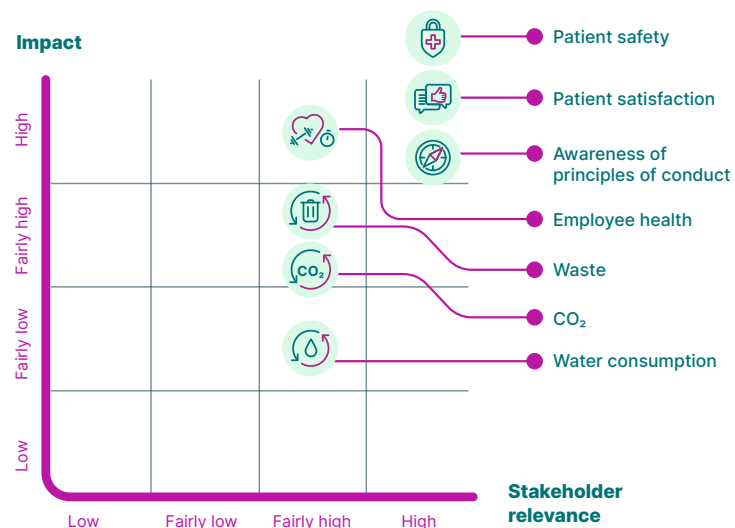 Impact
Patient safety
Patient satisfaction
Awareness of
principles of conduct
Employee health
Waste
CO₂
Water consumption
High
Fairly high
Fairly low
Low
CO₂
Low
Fairly low
Fairly high
High
Stakeholder
relevance